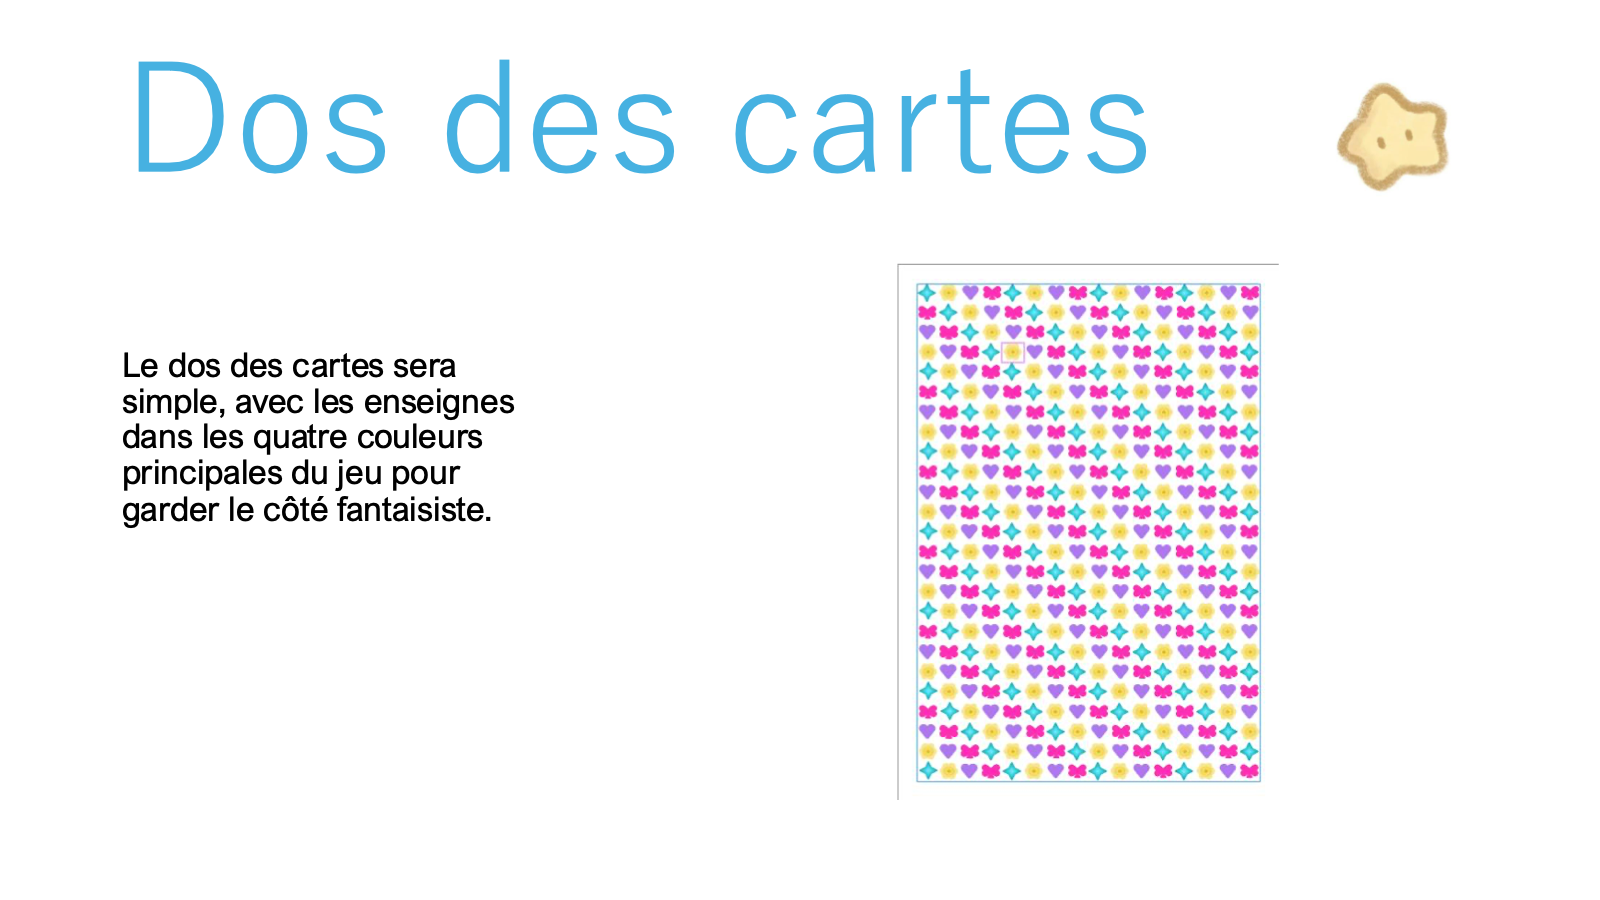 Dos des cartes
Le dos des cartes sera
simple, avec les enseignes
dans les quatre couleurs
principales du jeu pour
garder le côté fantaisiste.